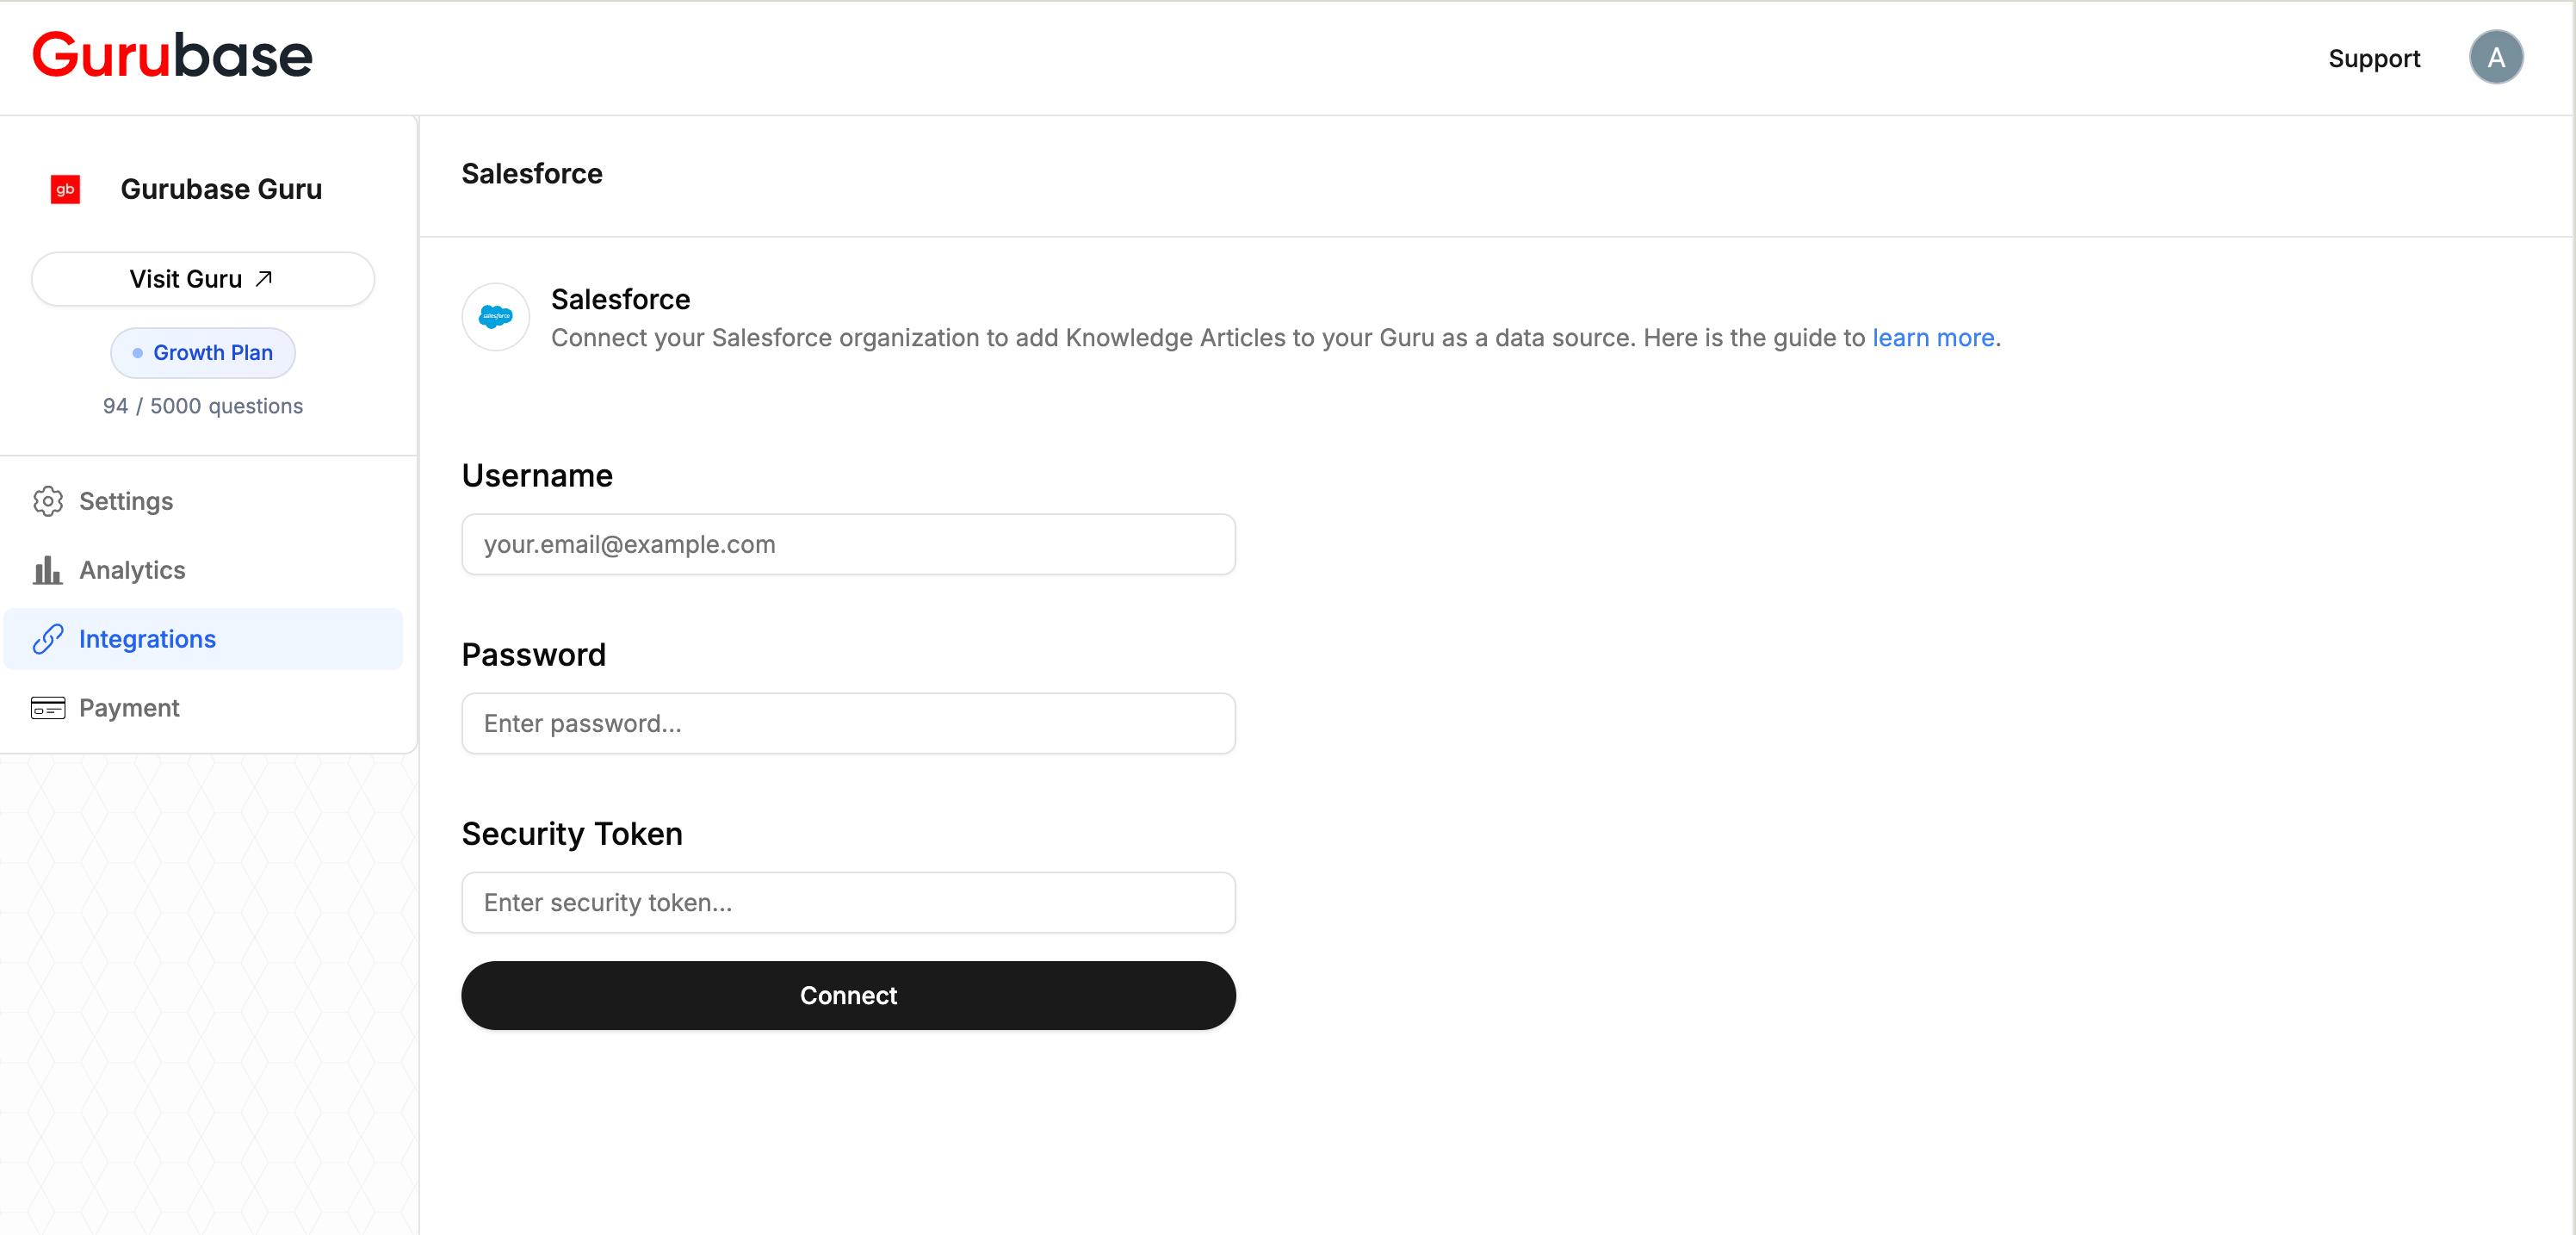 Gurubase
Support
A
gb
Gurubase Guru
Visit Guru
Growth Plan
94 / 5000 questions
Settings
Analytics
Integrations
Payment
Salesforce
salesforce
Salesforce
Connect your Salesforce organization to add Knowledge Articles to your Guru as a data source. Here is the guide to learn more.
Username
your.email@example.com
Password
Enter password...
Security Token
Enter security token...
Connect